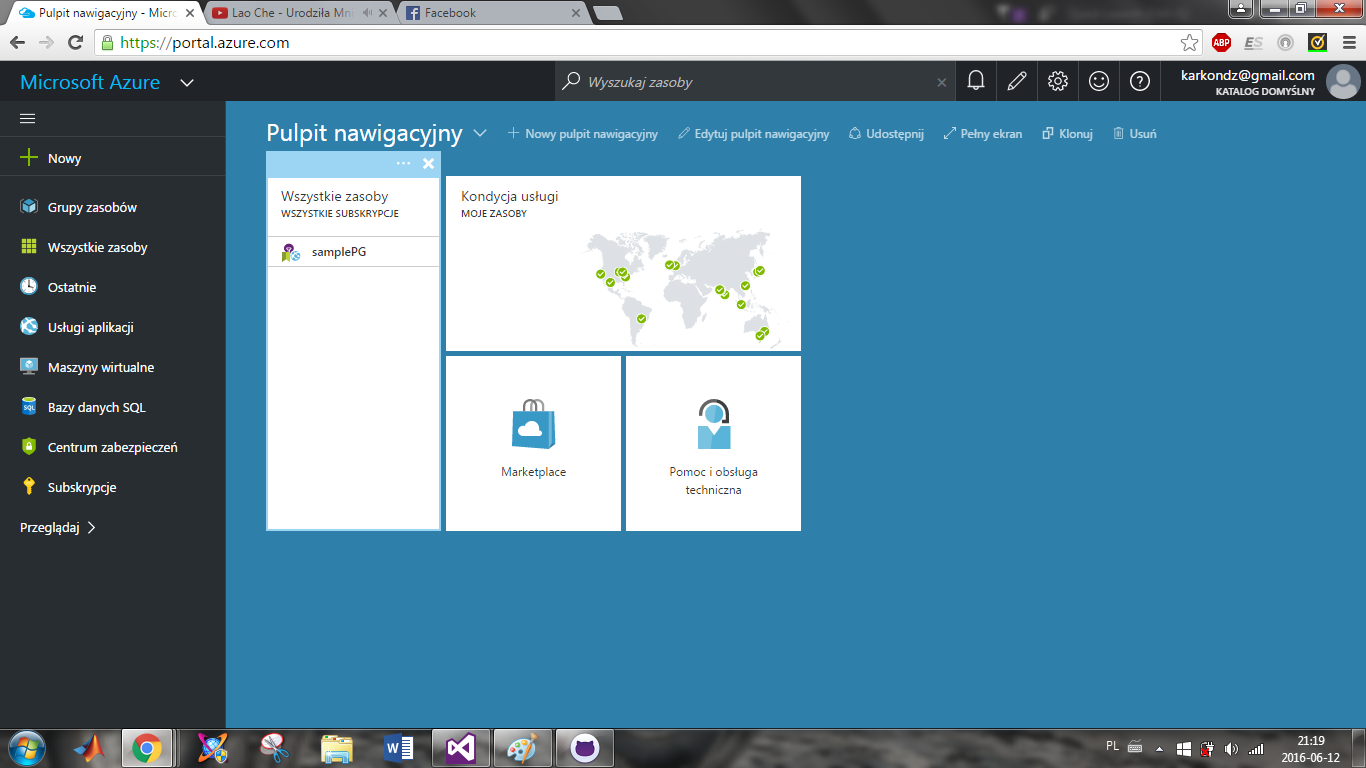 Pulpit nawigacyjny - Micro
Lao Che - Urodziła Mni
Facebook
https://portal.azure.com
ABP
ES
Microsoft Azure
Wyszukaj zasoby
karkondz@gmail.com
KATALOG DOMYŚLNY
Pulpit nawigacyjny
Nowy pulpit nawigacyjny
Edytuj pulpit nawigacyjny
Udostępnij
Pełny ekran
Klonuj
Usuń
Nowy
Grupy zasobów
Wszystkie zasoby
Ostatnie
Usługi aplikacji
Maszyny wirtualne
Bazy danych SQL
Centrum zabezpieczeń
Subskrypcje
Przeglądaj
Wszystkie zasoby
WSZYSTKIE SUBSKRYPCJE
samplePG
Kondycja usługi
MOJE ZASOBY
Marketplace
Pomoc i obsługa
techniczna
PL
21:19
2016-06-12